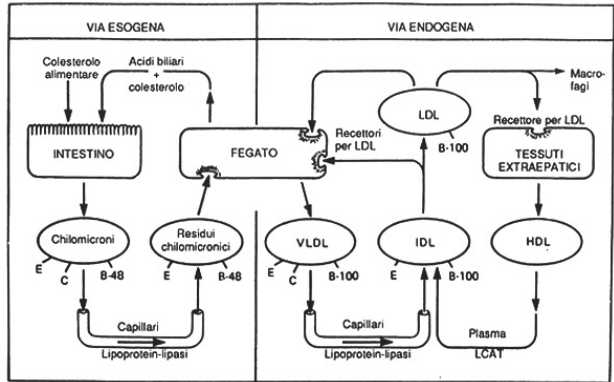 VIA ESOGENA
VIA ENDOGENA
Colesterolo
alimentare
Acidi biliari
+
colesterolo
INTESTINO
FEGATO
Recettori
per LDL
LDL
B-100
Macro-
fagi
Recettore per LDL
TESSUTI
EXTRAEPATICI
Chilomicroni
E
C
B-48
Residui
chilomicronici
E
B-48
VLDL
E
C
B-100
IDL
E
B-100
HDL
Capillari
Lipoprotein-lipasi
Capillari
Lipoprotein-lipasi
Plasma
LCAT